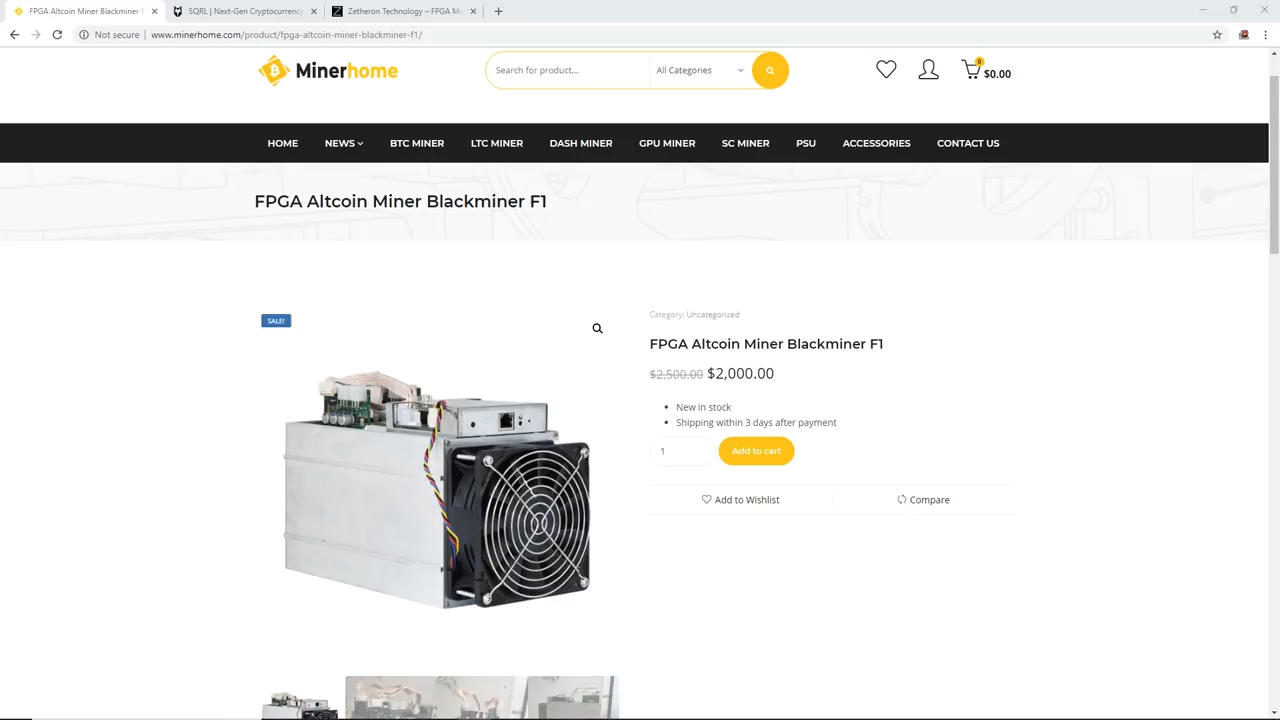 FPGA Altcoin Miner Blackminer F
SQRL | Next-Gen Cryptocurrency
Zetheron Technology – FPGA M
Not secure | www.minerhome.com/product/fpga-altcoin-miner-blackminer-f1/
Minerhome
Search for product...
All Categories
0
$0.00
HOME
NEWS
BTC MINER
LTC MINER
DASH MINER
GPU MINER
SC MINER
PSU
ACCESSORIES
CONTACT US
FPGA Altcoin Miner Blackminer F1
SALE!
Category: Uncategorized
FPGA Altcoin Miner Blackminer F1
$2,500.00 $2,000.00
New in stock
Shipping within 3 days after payment
1
Add to cart
Add to Wishlist
Compare